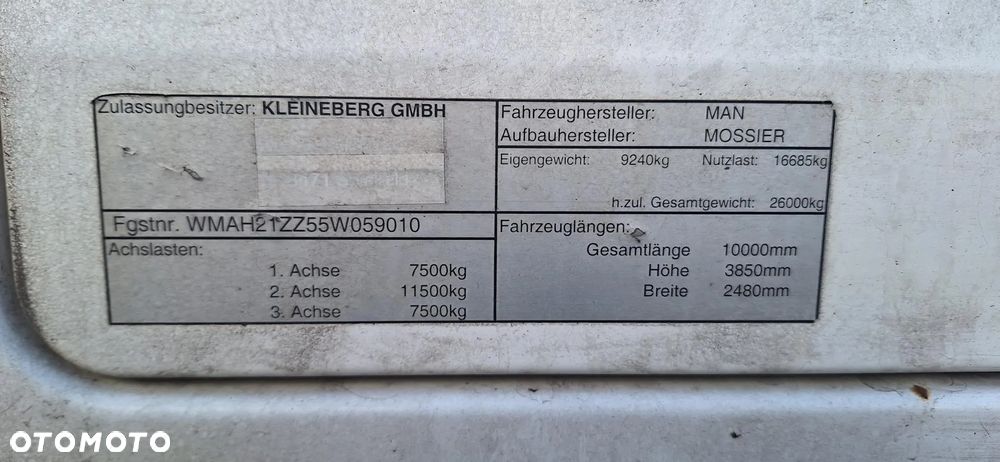 Zulassungbesitzer: KLEINEBERG GMBH
Fgstnr. WMAH21ZZ55W059010
Achslasten:
1. Achse 7500kg
2. Achse 11500kg
3. Achse 7500kg
Fahrzeughersteller: MAN
Aufbauhersteller: MOSSIER
Eigengewicht: 9240kg Nutzlast: 16685kg
h.zul. Gesamtgewicht: 26000kg
Fahrzeuglängen:
Gesamtlänge 10000mm
Höhe 3850mm
Breite 2480mm
OTOMOTO